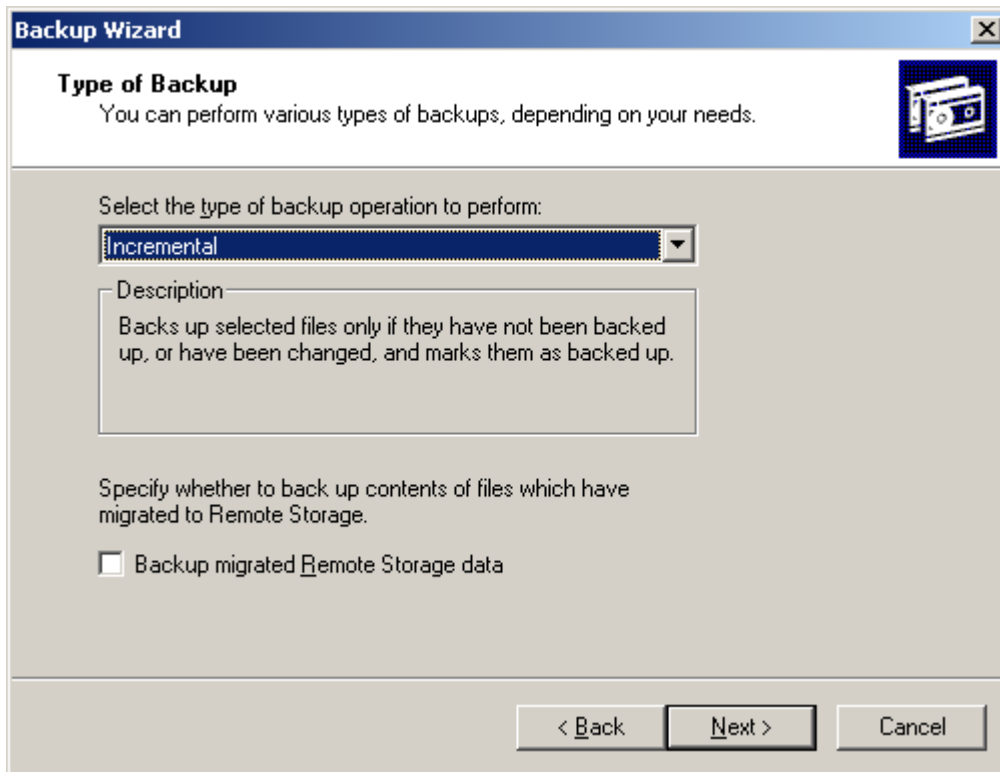 Backup Wizard
Type of Backup
You can perform various types of backups, depending on your needs.
Select the type of backup operation to perform:
Incremental
Description
Backs up selected files only if they have not been backed
up, or have been changed, and marks them as backed up.
Specify whether to back up contents of files which have
migrated to Remote Storage.
Backup migrated Remote Storage data
< Back
Next >
Cancel